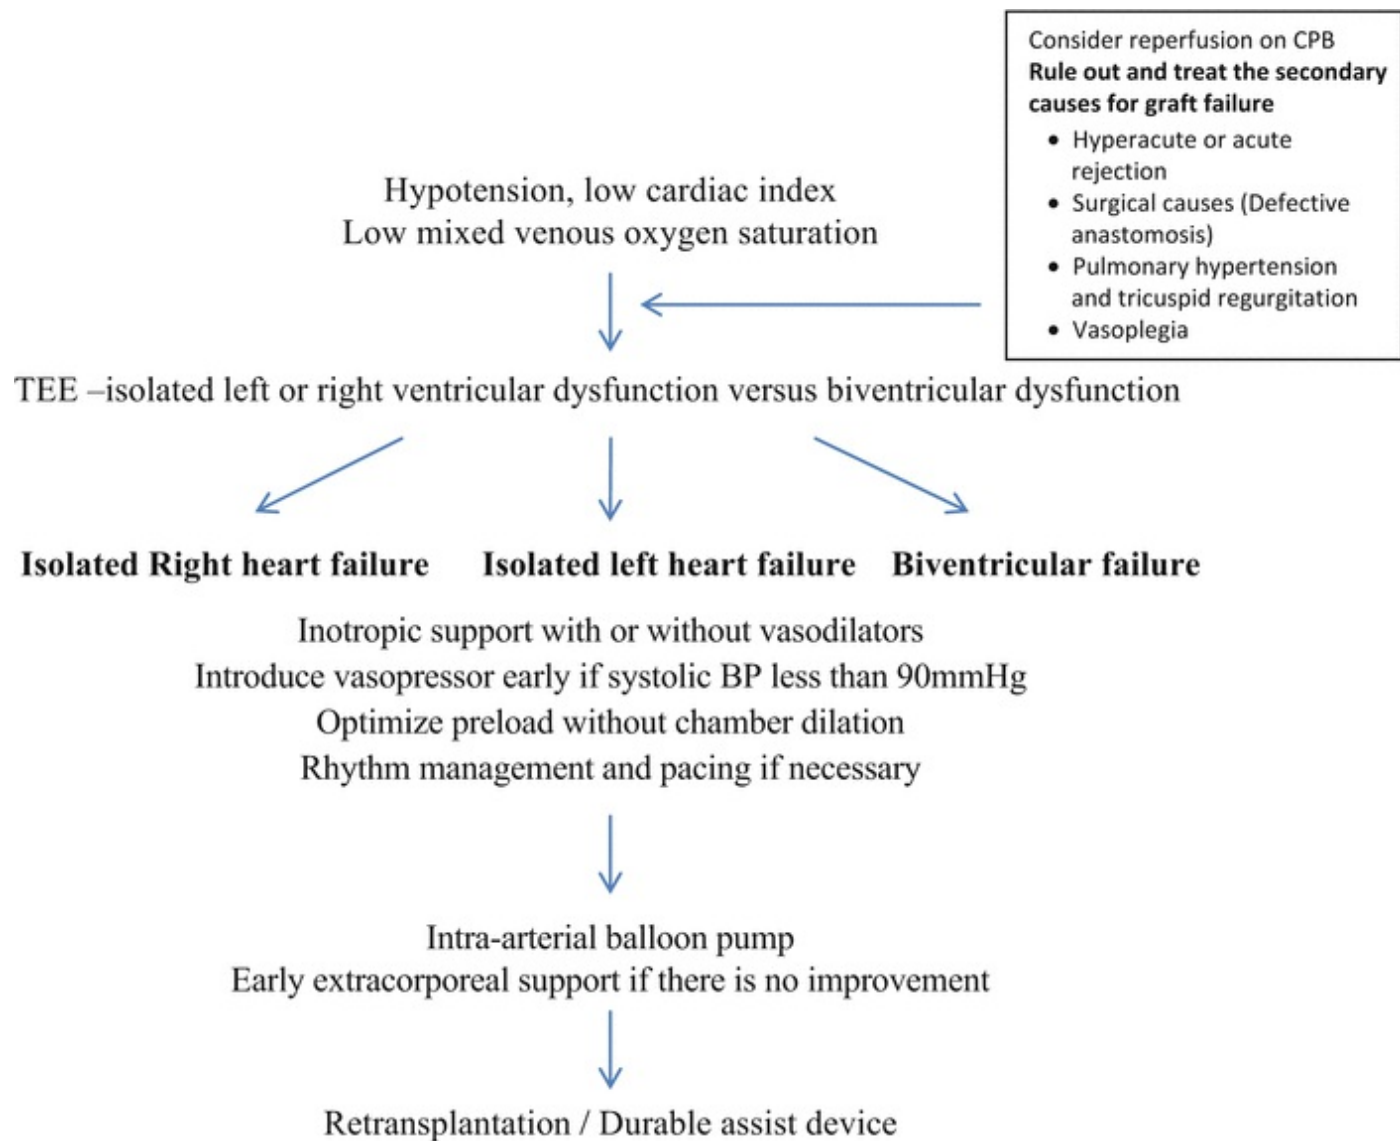 Consider reperfusion on CPB
Rule out and treat the secondary
causes for graft failure
• Hyperacute or acute
rejection
• Surgical causes (Defective
anastomosis)
• Pulmonary hypertension
and tricuspid regurgitation
• Vasoplegia
Hypotension, low cardiac index
Low mixed venous oxygen saturation
TEE –isolated left or right ventricular dysfunction versus biventricular dysfunction
Isolated Right heart failure Isolated left heart failure Biventricular failure
Inotropic support with or without vasodilators
Introduce vasopressor early if systolic BP less than 90mmHg
Optimize preload without chamber dilation
Rhythm management and pacing if necessary
Intra-arterial balloon pump
Early extracorporeal support if there is no improvement
Retransplantation / Durable assist device